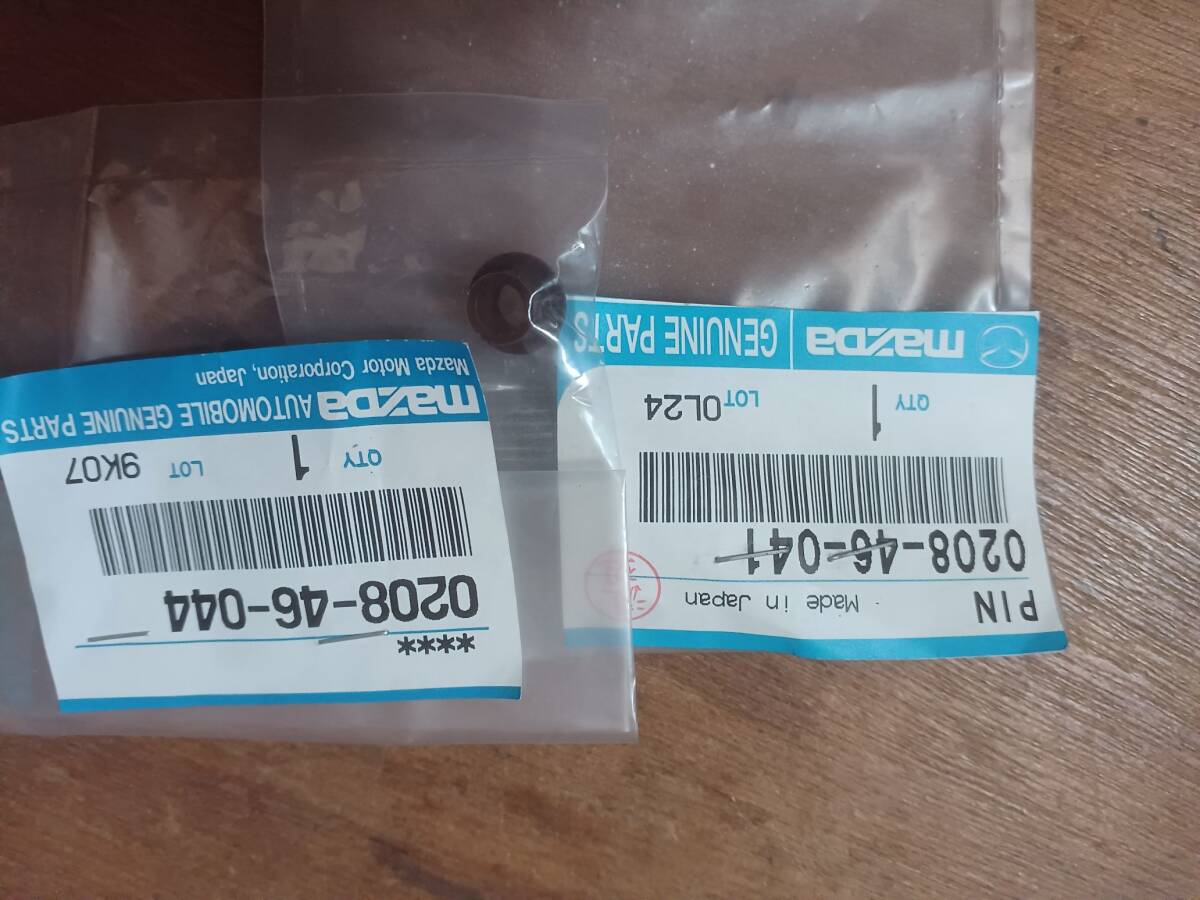 PIN
Made in Japan
0208-46-041
QTY
1
LOT
0L24
mazda
GENUINE PARTS
****
0208-46-044
QTY
1
LOT
9K07
mazda AUTOMOBILE GENUINE PARTS
Mazda Motor Corporation, Japan